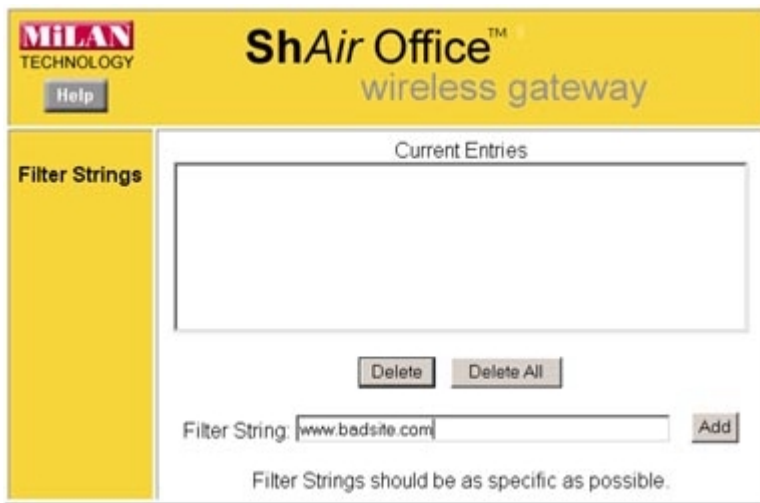 MiLAN
TECHNOLOGY
Help
ShAir Office™
wireless gateway
Filter Strings
Current Entries
Delete
Delete All
Filter String: www.badsite.com
Add
Filter Strings should be as specific as possible.